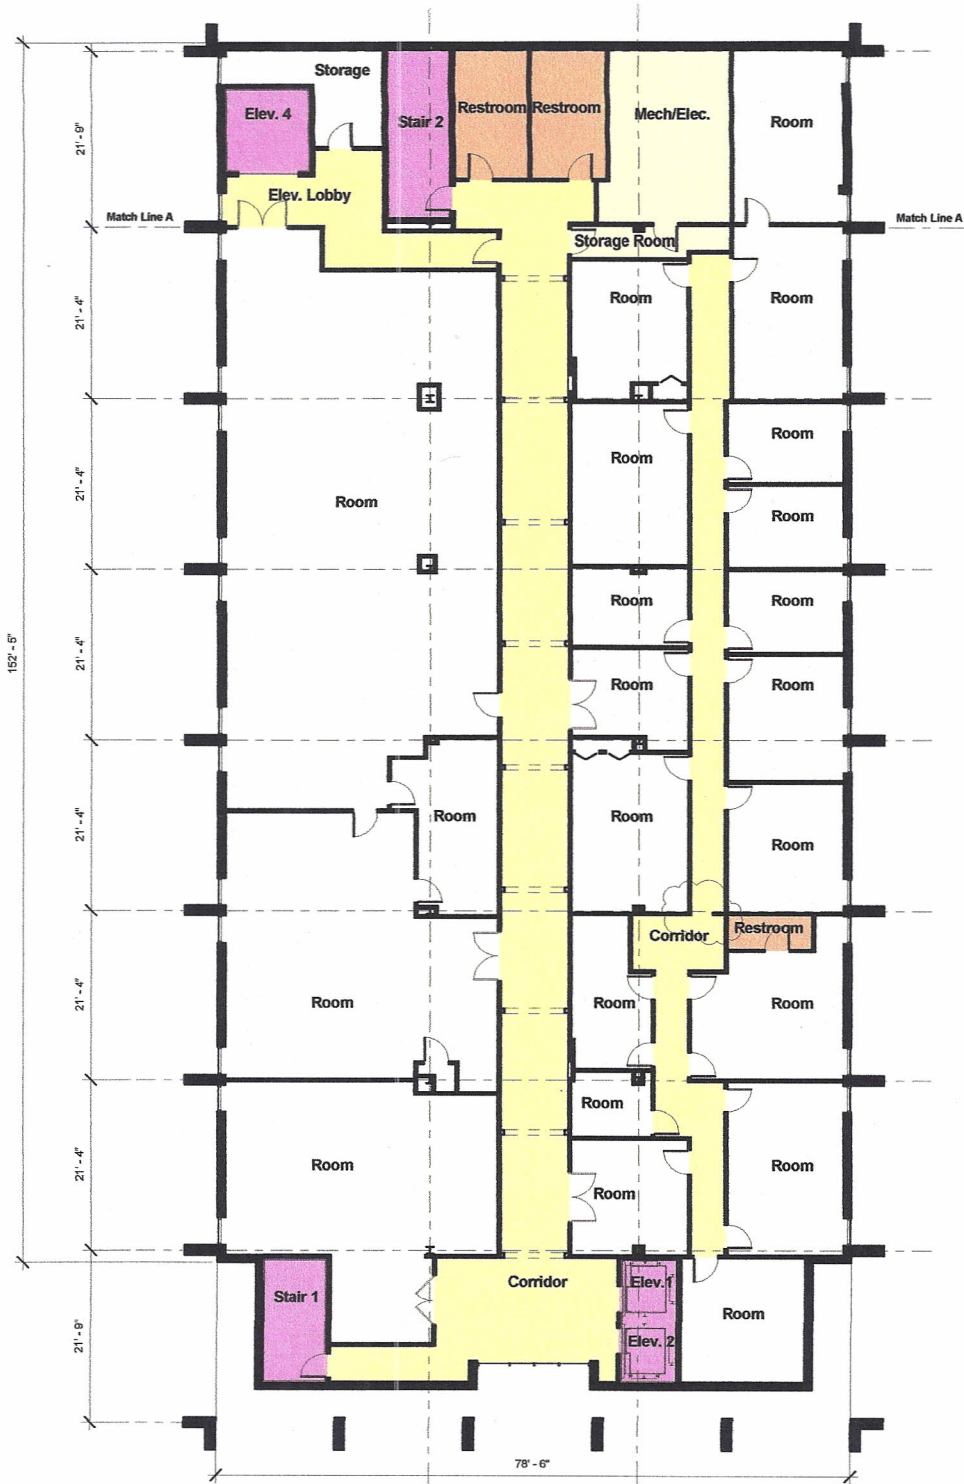 Storage
Elev. 4
Stair 2
Restroom
Restroom
Mech/Elec.
Room
21' - 9"
Elev. Lobby
Match Line A
Match Line A
Storage Room
Room
Room
21' - 4"
Room
Room
21' - 4"
Room
Room
Room
Room
21' - 4"
152' - 5"
Room
Room
Room
Room
Room
21' - 4"
Restroom
Corridor
Room
Room
Room
21' - 4"
Room
Room
Room
Room
21' - 4"
Stair 1
Corridor
Elev.1
Room
Elev. 2
21' - 9"
78' - 6"